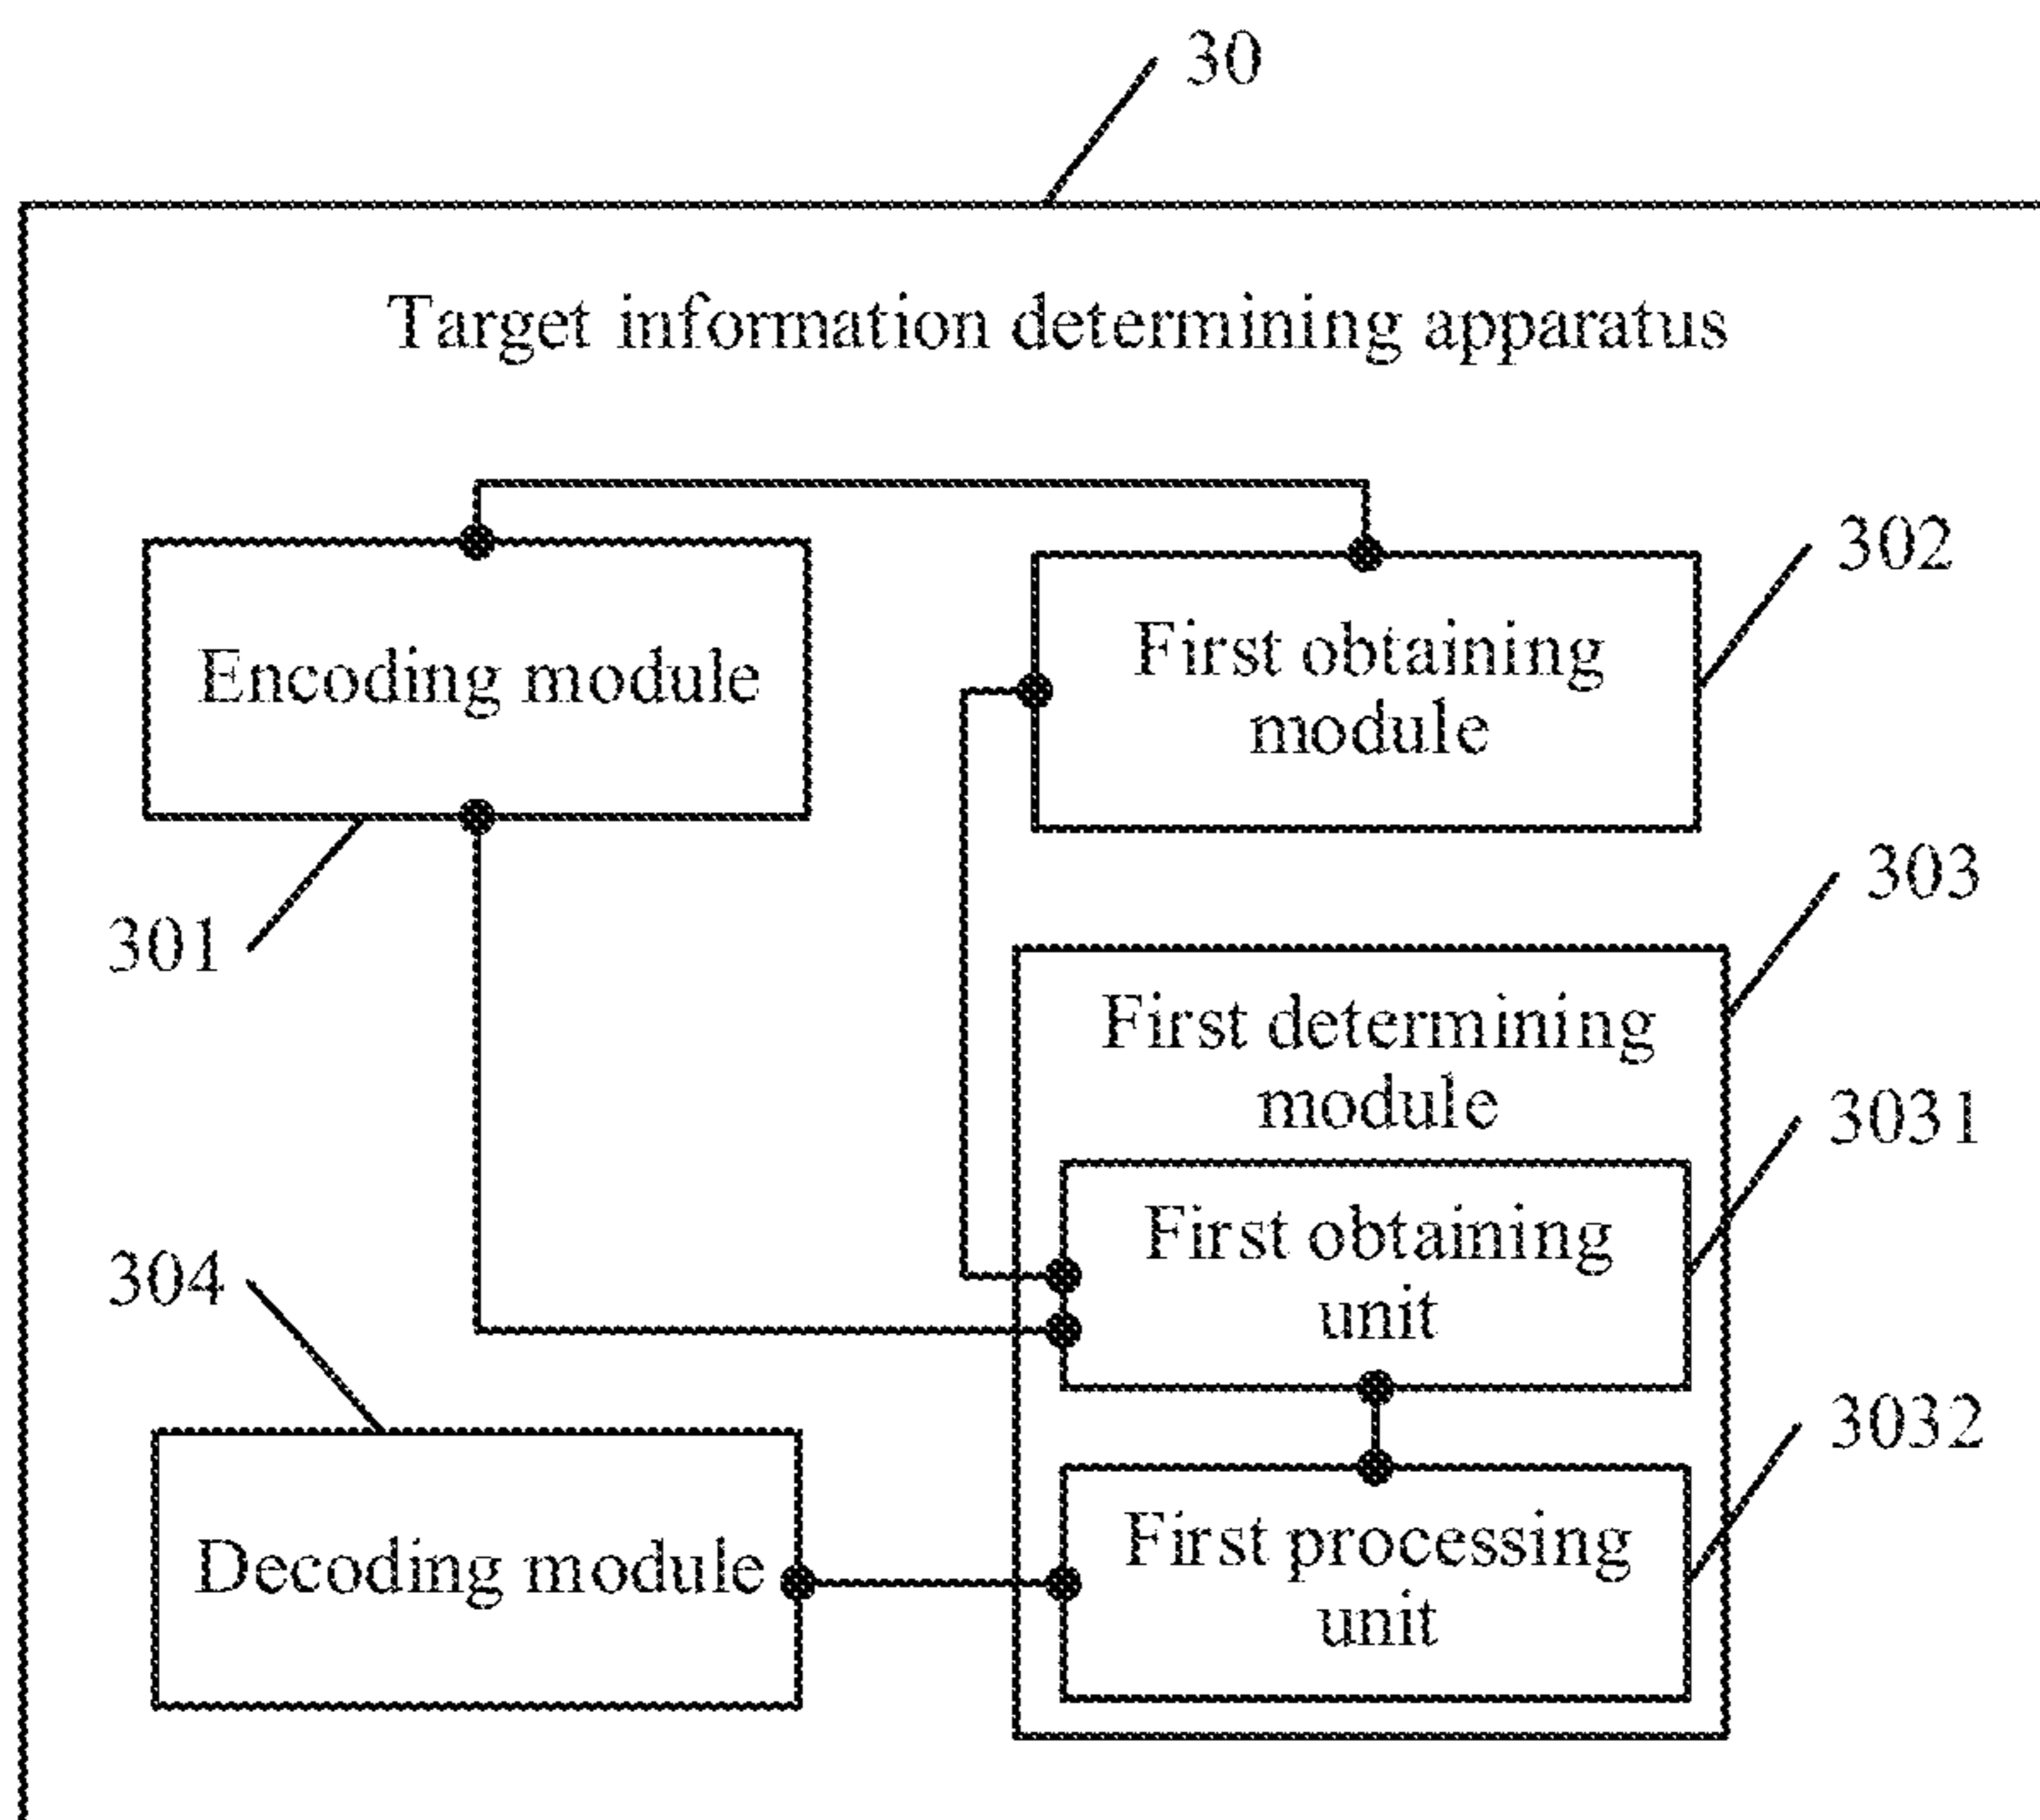 30
Target information determining apparatus
302
Encoding module
First obtaining
module
301
303
First determining
module
3031
First obtaining
unit
304
3032
Decoding module
First processing
unit